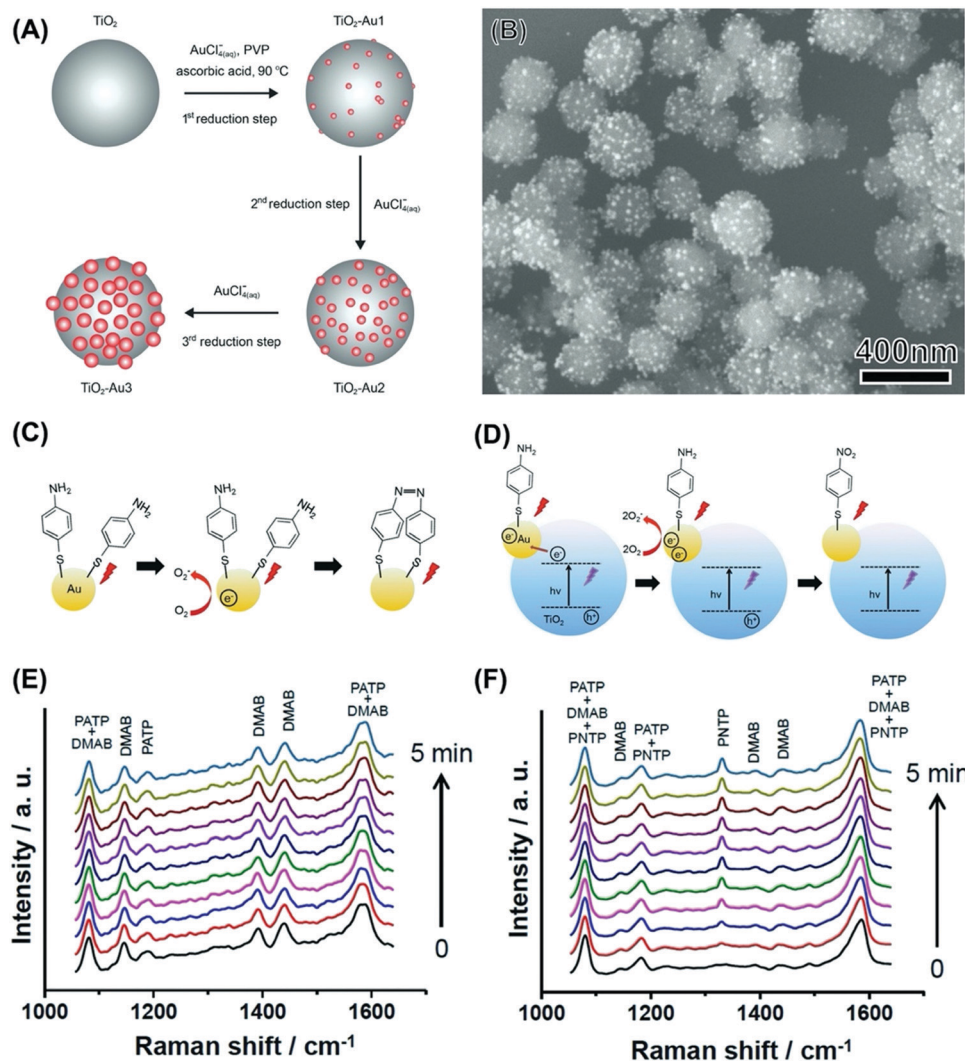 (A)
TiO₂
AuCl₄⁻(aq), PVP
ascorbic acid, 90 °C
1st reduction step
TiO₂-Au1
2nd reduction step
AuCl₄⁻(aq)
AuCl₄⁻(aq)
3rd reduction step
TiO₂-Au3
TiO₂-Au2
(B)
400nm
(C)
NH₂
NH₂
S
S
Au
NH₂
NH₂
S
S
O₂⁻
O₂
e⁻
N=N
S
S
(D)
NH₂
S
e⁻ Au
e⁻
hν
TiO₂
h⁺
NH₂
S
2O₂⁻
2O₂
e⁻
e⁻
hν
h⁺
NO₂
S
hν
(E)
PATP
+
DMAB
DMAB
PATP
DMAB
DMAB
PATP
+
DMAB
5 min
0
Intensity / a. u.
1000 1200 1400 1600
Raman shift / cm⁻¹
(F)
PATP
+
DMAB
+
PNTP
DMAB
PATP
+
PNTP
PNTP
DMAB
DMAB
PATP
+
DMAB
+
PNTP
5 min
0
Intensity / a. u.
1000 1200 1400 1600
Raman shift / cm⁻¹